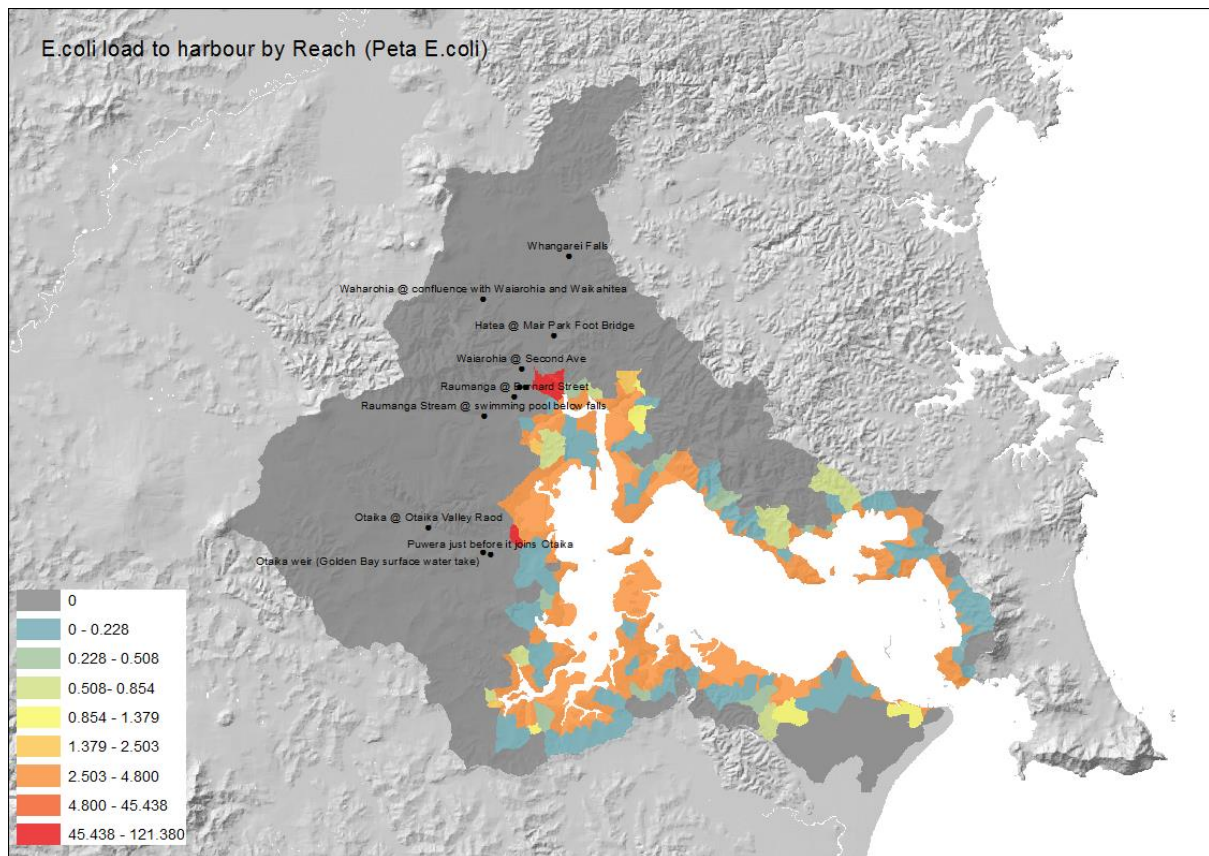 E.coli load to harbour by Reach (Peta E.coli)
Whangarei Falls
Waharohia @ confluence with Waiarohia and Waikahitea
Hatea @ Mair Park Foot Bridge
Waiarohia @ Second Ave
Raumanga @ Bernard Street
Raumanga Stream @ swimming pool below falls
Otaika @ Otaika Valley Raod
Puwera just before it joins Otaika
Otaika weir (Golden Bay surface water take)
0
0 - 0.228
0.228 - 0.508
0.508- 0.854
0.854 - 1.379
1.379 - 2.503
2.503 - 4.800
4.800 - 45.438
45.438 - 121.380